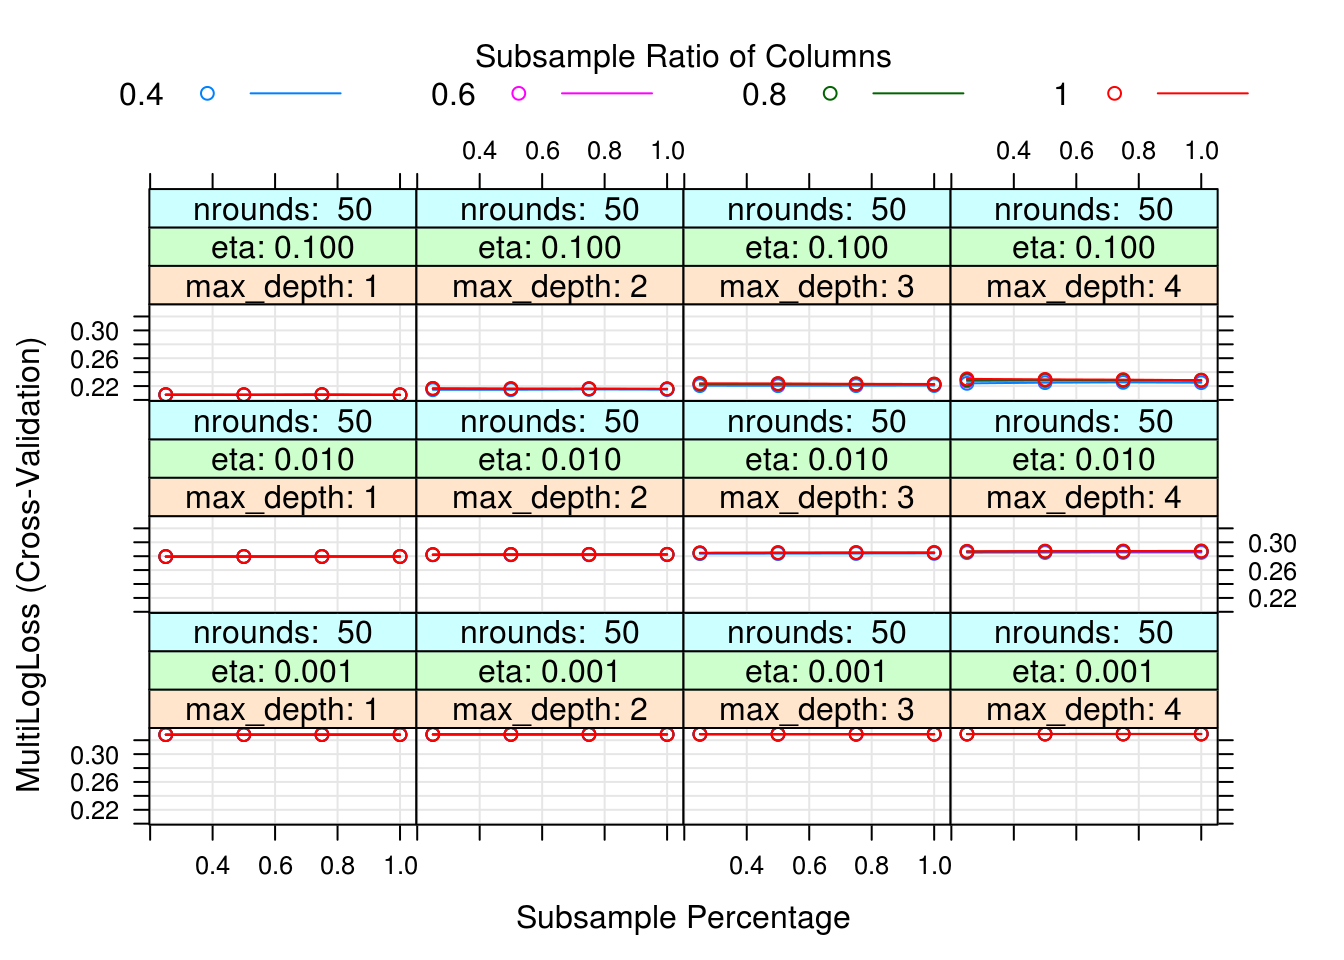 Subsample Ratio of Columns
0.4 0.6 0.8 1
0.4 0.6 0.8 1.0 0.4 0.6 0.8 1.0
nrounds: 50 nrounds: 50 nrounds: 50 nrounds: 50
eta: 0.100 eta: 0.100 eta: 0.100 eta: 0.100
max_depth: 1 max_depth: 2 max_depth: 3 max_depth: 4
0.30
0.26
0.22
nrounds: 50 nrounds: 50 nrounds: 50 nrounds: 50
eta: 0.010 eta: 0.010 eta: 0.010 eta: 0.010
max_depth: 1 max_depth: 2 max_depth: 3 max_depth: 4
0.30
0.26
0.22
nrounds: 50 nrounds: 50 nrounds: 50 nrounds: 50
eta: 0.001 eta: 0.001 eta: 0.001 eta: 0.001
max_depth: 1 max_depth: 2 max_depth: 3 max_depth: 4
0.30
0.26
0.22
0.4 0.6 0.8 1.0 0.4 0.6 0.8 1.0
Subsample Percentage
MultiLogLoss (Cross-Validation)